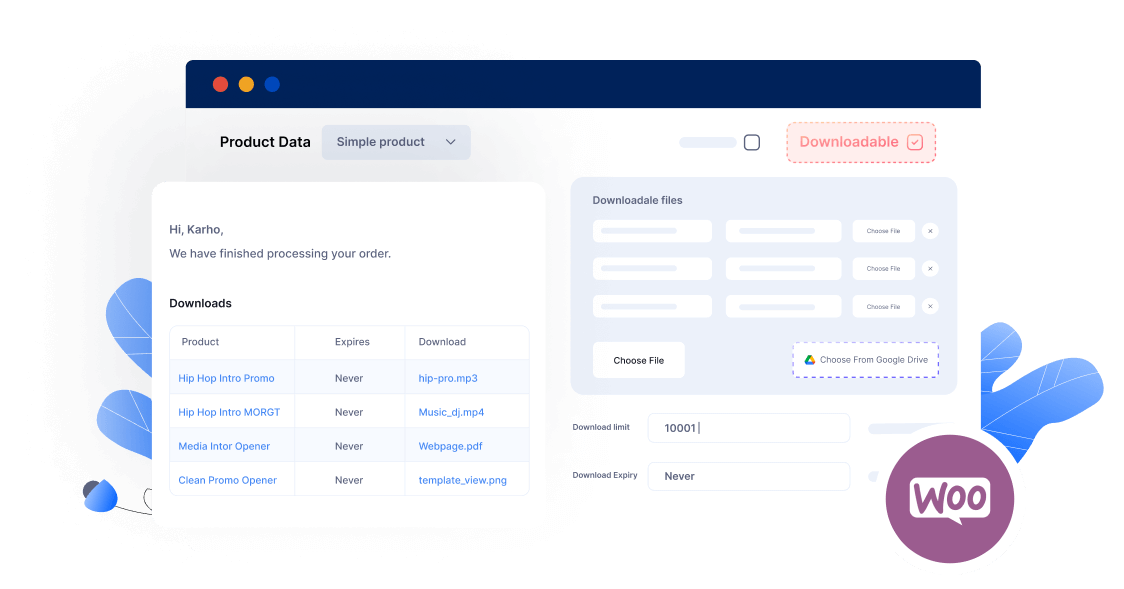 Product Data
Simple product
Downloadable
Hi, Karho,
We have finished processing your order.
Downloads
Product Expires Download
Hip Hop Intro Promo Never hip-pro.mp3
Hip Hop Intro MORGT Never Music_dj.mp4
Media Intor Opener Never Webpage.pdf
Clean Promo Opener Never template_view.png
Downloadale files
Choose File
Choose File
Choose File
Choose File
Choose From Google Drive
Download limit 10001
Download Expiry Never
Woo